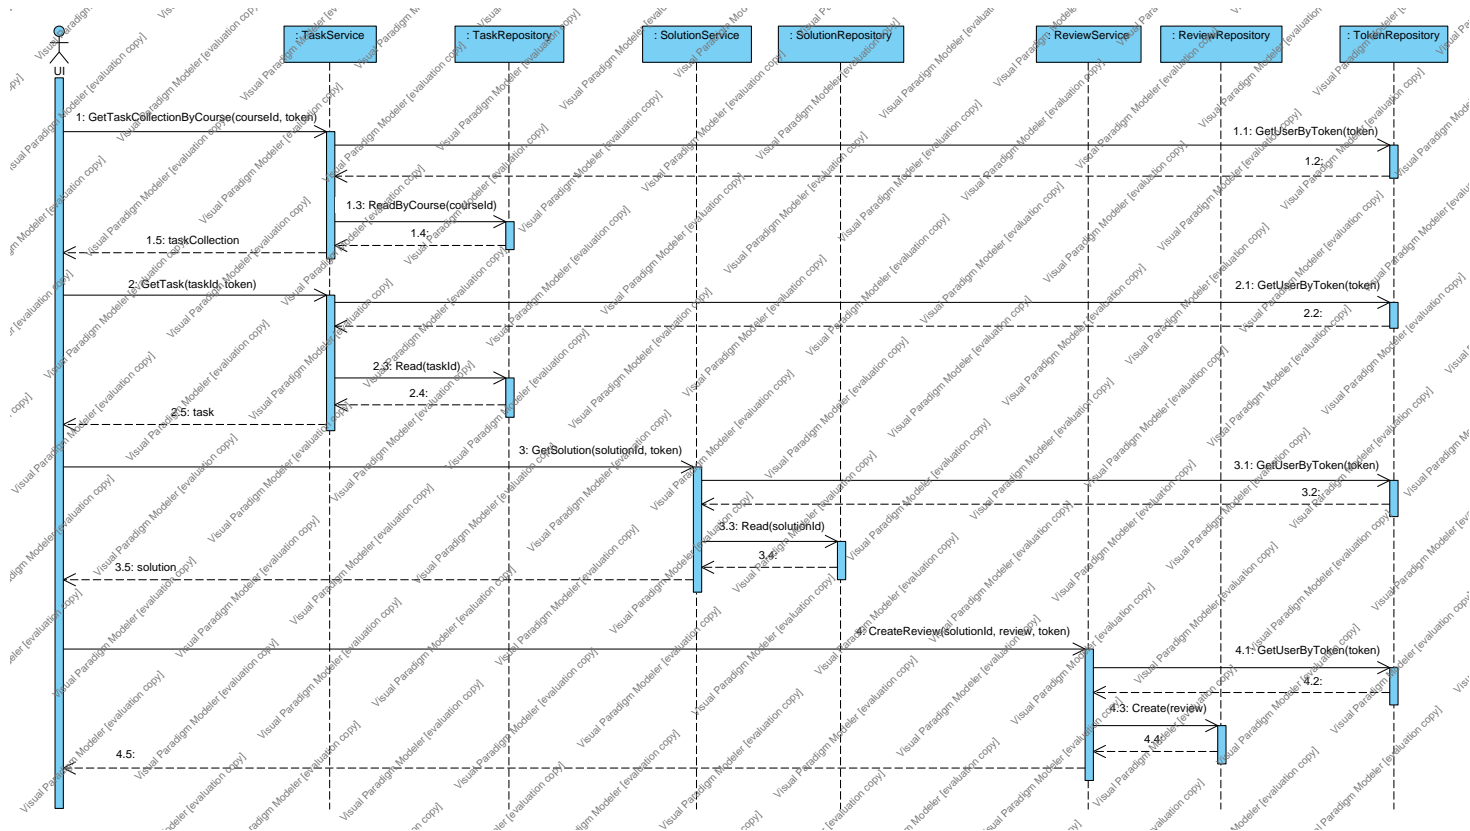 : TaskService
: TaskRepository
: SolutionService
: SolutionRepository
: ReviewService
: ReviewRepository
: TokenRepository
UI
1: GetTaskCollectionByCourse(courseId, token)
1.1: GetUserByToken(token)
1.2:
1.3: ReadByCourse(courseId)
1.4:
1.5: taskCollection
2: GetTask(taskId, token)
2.1: GetUserByToken(token)
2.2:
2.3: Read(taskId)
2.4:
2.5: task
3: GetSolution(solutionId, token)
3.1: GetUserByToken(token)
3.2:
3.3: Read(solutionId)
3.4:
3.5: solution
4: CreateReview(solutionId, review, token)
4.1: GetUserByToken(token)
4.2:
4.3: Create(review)
4.4:
4.5:
Visual Paradigm Modeler [evaluation copy]